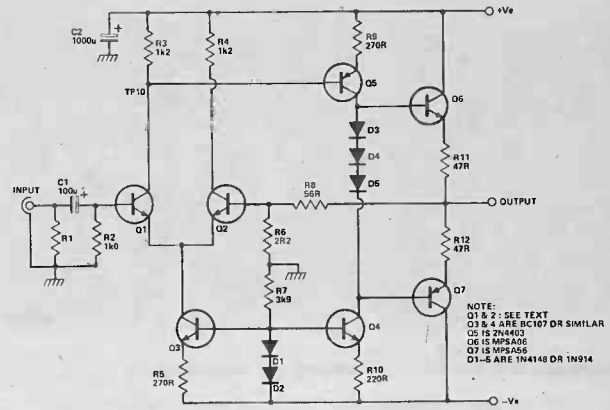 +Ve
C2
1000u
+
R3
1k2
R4
1k2
R9
270R
Q5
Q6
TP10
D3
D4
D5
R11
47R
INPUT
C1
100u
+
R8
56R
OUTPUT
Q1
Q2
R1
R2
1k0
R6
2R2
R12
47R
R7
3k9
Q7
Q3
Q4
D1
D2
R5
270R
R10
220R
NOTE:
Q1 & 2 : SEE TEXT
Q3 & 4 ARE BC107 DR SIMILAR
Q5 IS 2N4403
Q6 IS MPSA06
Q7 IS MPSA56
D1–5 ARE 1N4148 DR 1N914
–Ve